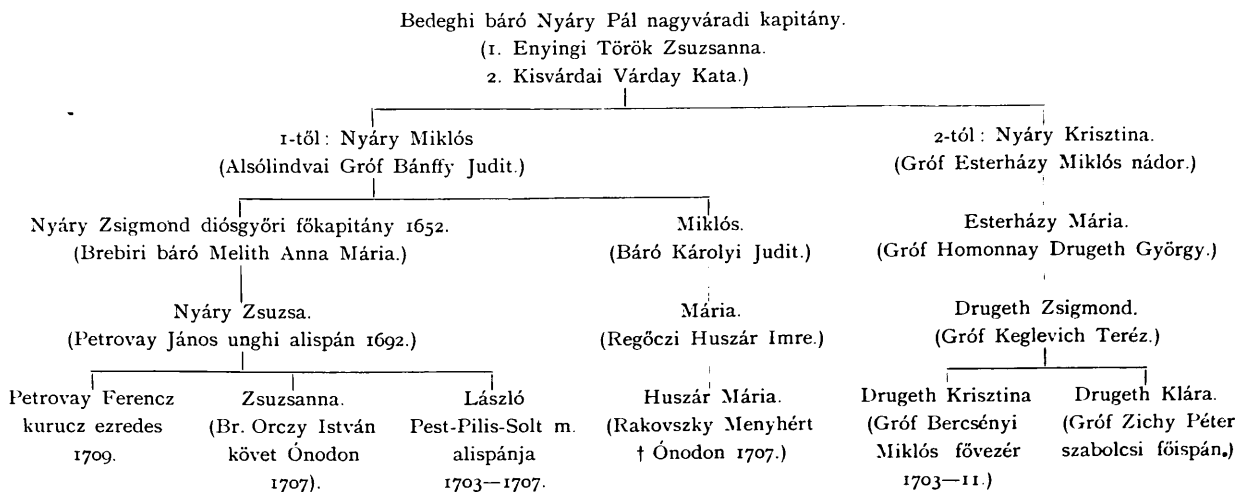 Bedeghi báró Nyáry Pál nagyváradi kapitány.
(1. Enyingi Török Zsuzsanna.
2. Kisvárdai Várday Kata.)
1-től: Nyáry Miklós
(Alsólindvai Gróf Bánffy Judit.)
2-tól: Nyáry Krisztina.
(Gróf Esterházy Miklós nádor.)
Nyáry Zsigmond diósgyőri főkapitány 1652.
(Brebiri báró Melith Anna Mária.)
Miklós.
(Báró Károlyi Judit.)
Esterházy Mária.
(Gróf Homonnay Drugeth György.)
Nyáry Zsuzsa.
(Petrovay János unghi alispán 1692.)
Mária.
(Regőczi Huszár Imre.)
Drugeth Zsigmond.
(Gróf Keglevich Teréz.)
Petrovay Ferencz
kurucz ezredes
1709.
Zsuzsanna.
(Br. Orczy István
követ Ónodon
1707).
László
Pest-Pilis-Solt m.
alispánja
1703—1707.
Huszár Mária.
(Rakovszky Menyhért
† Ónodon 1707.)
Drugeth Krisztina
(Gróf Bercsényi
Miklós fővezér
1703—11.)
Drugeth Klára.
(Gróf Zichy Péter
szabolcsi főispán.)